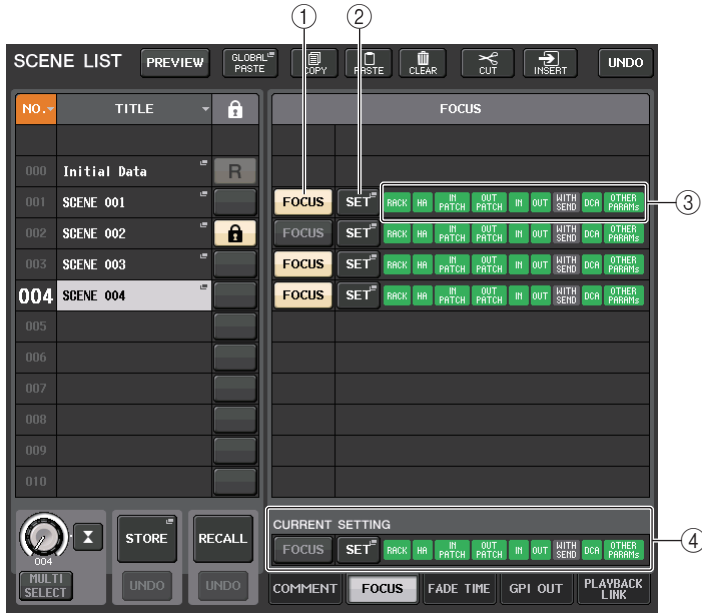 ① ②
SCENE LIST PREVIEW GLOBAL PASTE COPY PASTE CLEAR CUT INSERT UNDO
NO. TITLE FOCUS
000 Initial Data R
001 SCENE 001 FOCUS SET RACK HA IN PATCH OUT PATCH IN OUT WITH SEND DCA OTHER PARAMs ③
002 SCENE 002 FOCUS SET RACK HA IN PATCH OUT PATCH IN OUT WITH SEND DCA OTHER PARAMs
003 SCENE 003 FOCUS SET RACK HA IN PATCH OUT PATCH IN OUT WITH SEND DCA OTHER PARAMs
004 SCENE 004 FOCUS SET RACK HA IN PATCH OUT PATCH IN OUT WITH SEND DCA OTHER PARAMs
005
006
007
008
009
010
CURRENT SETTING
STORE RECALL FOCUS SET RACK HA IN PATCH OUT PATCH IN OUT WITH SEND DCA OTHER PARAMs ④
004
MULTI SELECT UNDO UNDO COMMENT FOCUS FADE TIME GPI OUT PLAYBACK LINK